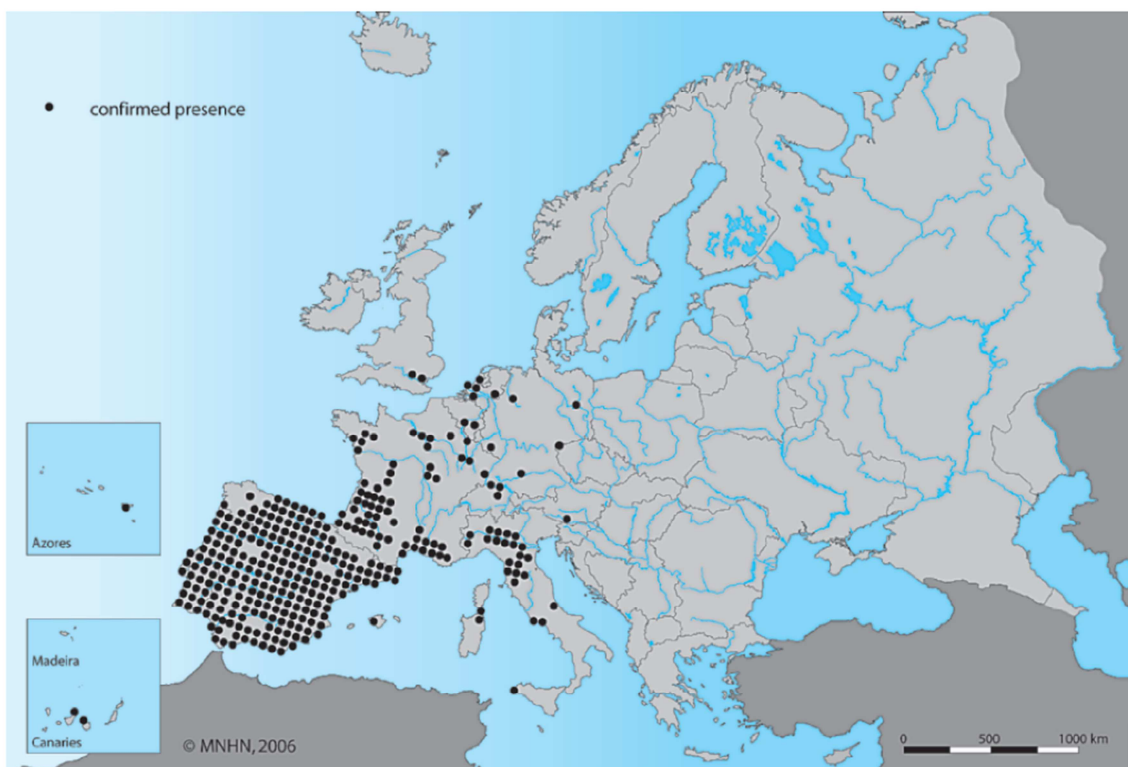 confirmed presence
Azores
Madeira
Canaries
© MNHN, 2006
0 500 1000 km